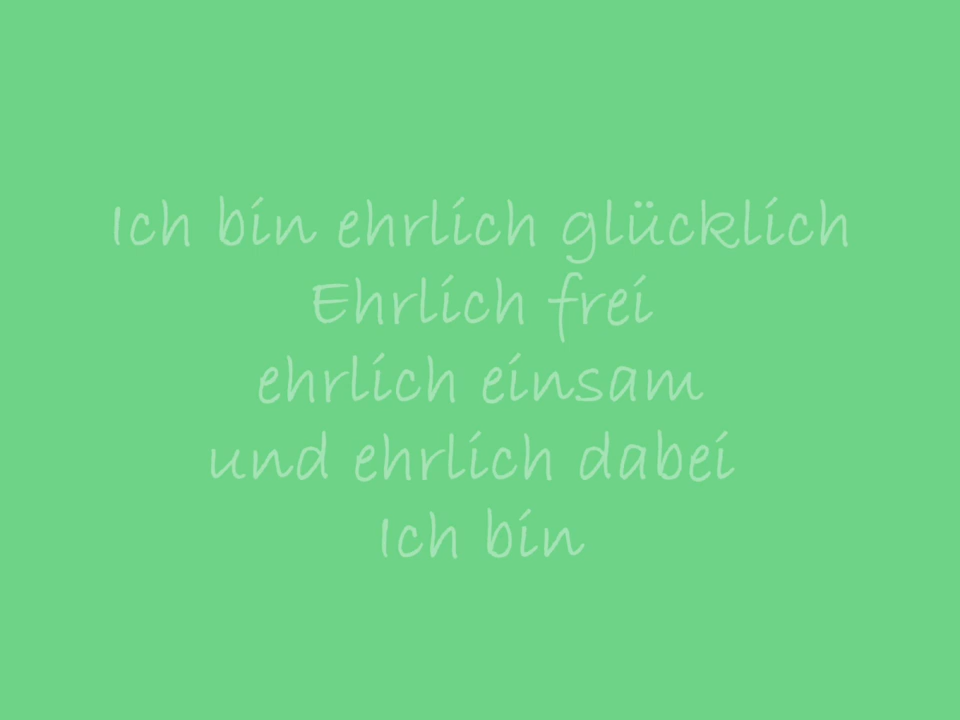 Ich bin ehrlich glücklich
Ehrlich frei
ehrlich einsam
und ehrlich dabei
Ich bin